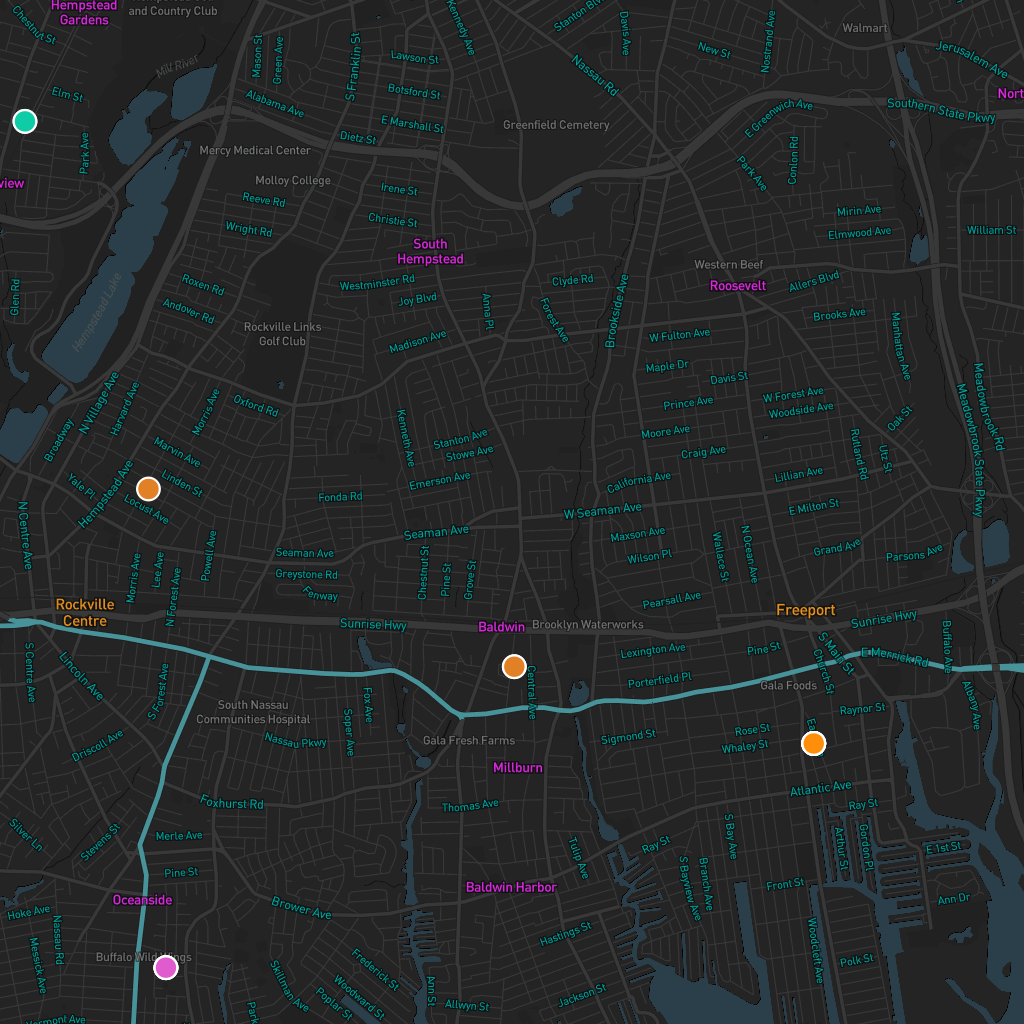 Hempstead
Gardens
and Country Club
Chestnut St
Mason St
Green Ave
S Franklin St
Kennedy Ave
Stanton Blvd
Davis Ave
New St
Nostrand Ave
Walmart
Jerusalem Ave
Lawson St
Mill River
Nassau Rd
Elm St
Botsford St
Alabama Ave
Nort
E Greenwich Ave
Southern State Pkwy
E Marshall St
Greenfield Cemetery
Dietz St
Park Ave
Mercy Medical Center
Conlon Rd
Molloy College
Park Ave
view
Irene St
Reeve Rd
Mirin Ave
Christie St
Wright Rd
Elmwood Ave
William St
South
Hempstead
Western Beef
Roosevelt
Westminster Rd
Clyde Rd
Allers Blvd
Roxen Rd
Glen Rd
Joy Blvd
Anna Pl
Forest Ave
Brookside Ave
Andover Rd
Hempstead Lake
Brooks Ave
Rockville Links
Golf Club
Madison Ave
W Fulton Ave
Manhattan Ave
Maple Dr
Davis St
Meadowbrook Rd
Meadowbrook State Pkwy
W Forest Ave
Woodside Ave
Prince Ave
N Village Ave
Harvard Ave
Morris Ave
Oxford Rd
Broadway
Kenneth Ave
Stanton Ave
Stowe Ave
Moore Ave
Oak St
Craig Ave
Rutland Rd
Utz St
Marvin Ave
Linden St
Hempstead Ave
Yale Pl
Locust Ave
Emerson Ave
California Ave
Lillian Ave
Fonda Rd
W Seaman Ave
E Milton St
N Centre Ave
Seaman Ave
Maxson Ave
Wallace St
N Ocean Ave
Grand Ave
Parsons Ave
Powell Ave
Seaman Ave
Wilson Pl
Morris Ave
Lee Ave
N Forest Ave
Greystone Rd
Chestnut St
Pine St
Grove St
Fenway
Pearsall Ave
Rockville
Centre
Freeport
Sunrise Hwy
Baldwin
Brooklyn Waterworks
Sunrise Hwy
Buffalo Ave
S Main St
S Centre Ave
Lincoln Ave
S Forest Ave
Lexington Ave
Pine St
Church St
E Merrick Rd
Porterfield Pl
Gala Foods
Central Ave
Albany Ave
Fox Ave
Soper Ave
South Nassau
Communities Hospital
Raynor St
Driscoll Ave
Nassau Pkwy
Gala Fresh Farms
Sigmond St
Rose St
Whaley St
Ea
Millburn
Foxhurst Rd
Thomas Ave
Atlantic Ave
Ray St
Silver Ln
Stevens St
Merle Ave
S Bay Ave
Arthur St
Gordon Pl
Ray St
E 1st St
Tulip Ave
Pine St
Baldwin Harbor
S Bayview Ave
Branch Ave
Front St
Oceanside
Ann Dr
Hoke Ave
Brower Ave
Nassau Rd
Messick Ave
Hastings St
Woodcleft Ave
Buffalo Wild Wings
Frederick St
Polk St
Skillman Ave
Woodward St
Poplar St
Ann St
Jackson St
Allwyn St
Park
Vermont Ave